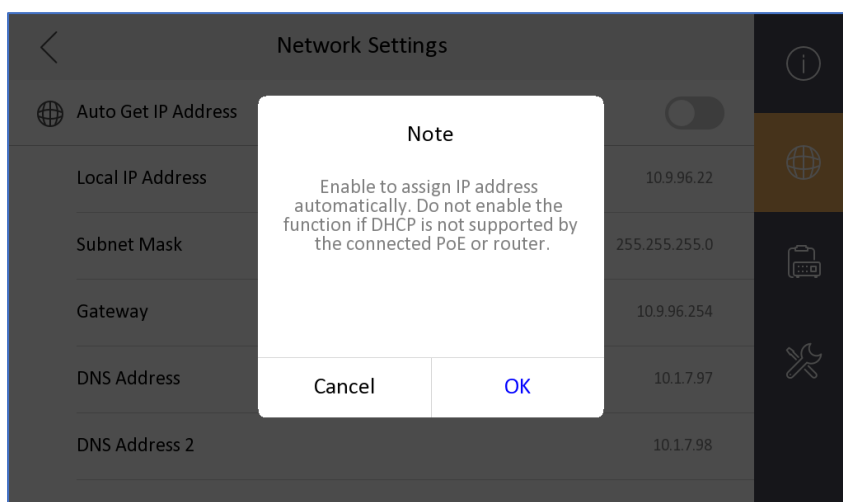 Network Settings
Auto Get IP Address
Note
Enable to assign IP address
automatically. Do not enable the
function if DHCP is not supported by
the connected PoE or router.
Cancel
OK
Local IP Address
10.9.96.22
Subnet Mask
255.255.255.0
Gateway
10.9.96.254
DNS Address
10.1.7.97
DNS Address 2
10.1.7.98